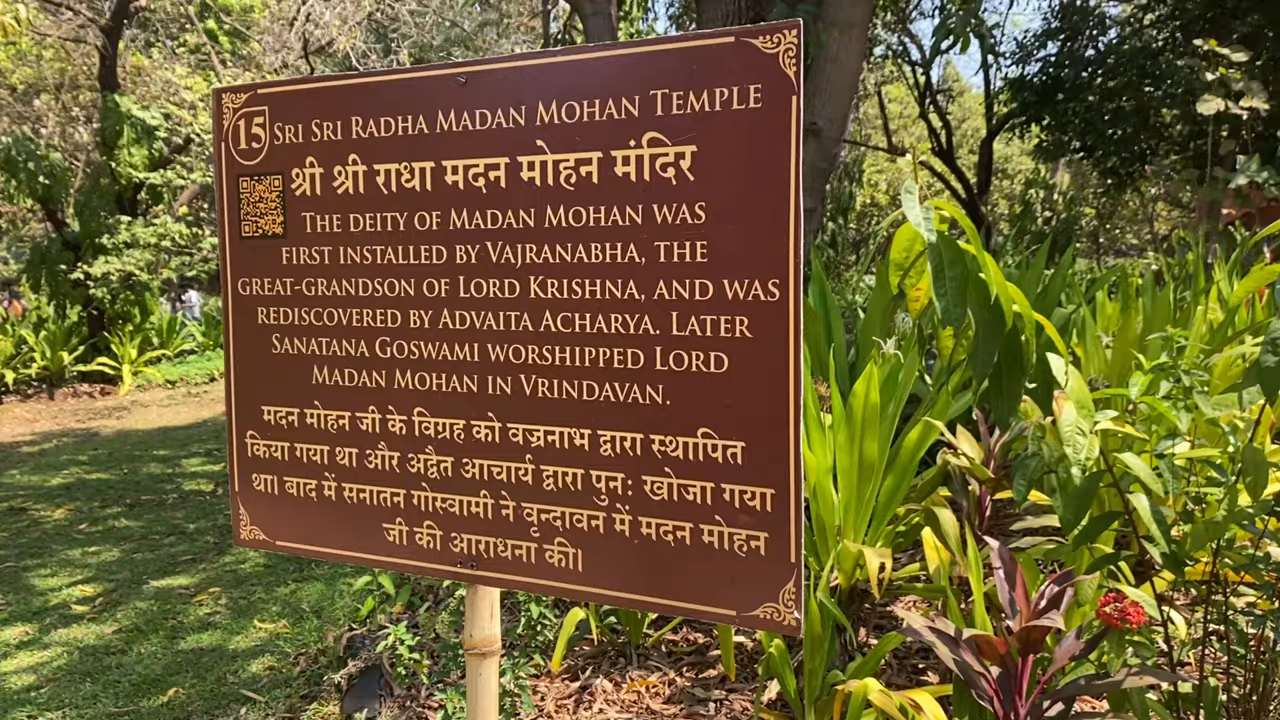 15 SRI SRI RADHA MADAN MOHAN TEMPLE
श्री श्री राधा मदन मोहन मंदिर
THE DEITY OF MADAN MOHAN WAS
FIRST INSTALLED BY VAJRANABHA, THE
GREAT-GRANDSON OF LORD KRISHNA, AND WAS
REDISCOVERED BY ADVAITA ACHARYA. LATER
SANATANA GOSWAMI WORSHIPPED LORD
MADAN MOHAN IN VRINDAVAN.
मदन मोहन जी के विग्रह को वज्रनाभ द्वारा स्थापित
किया गया था और अद्वैत आचार्य द्वारा पुनः खोजा गया
था। बाद में सनातन गोस्वामी ने वृन्दावन में मदन मोहन
जी की आराधना की।